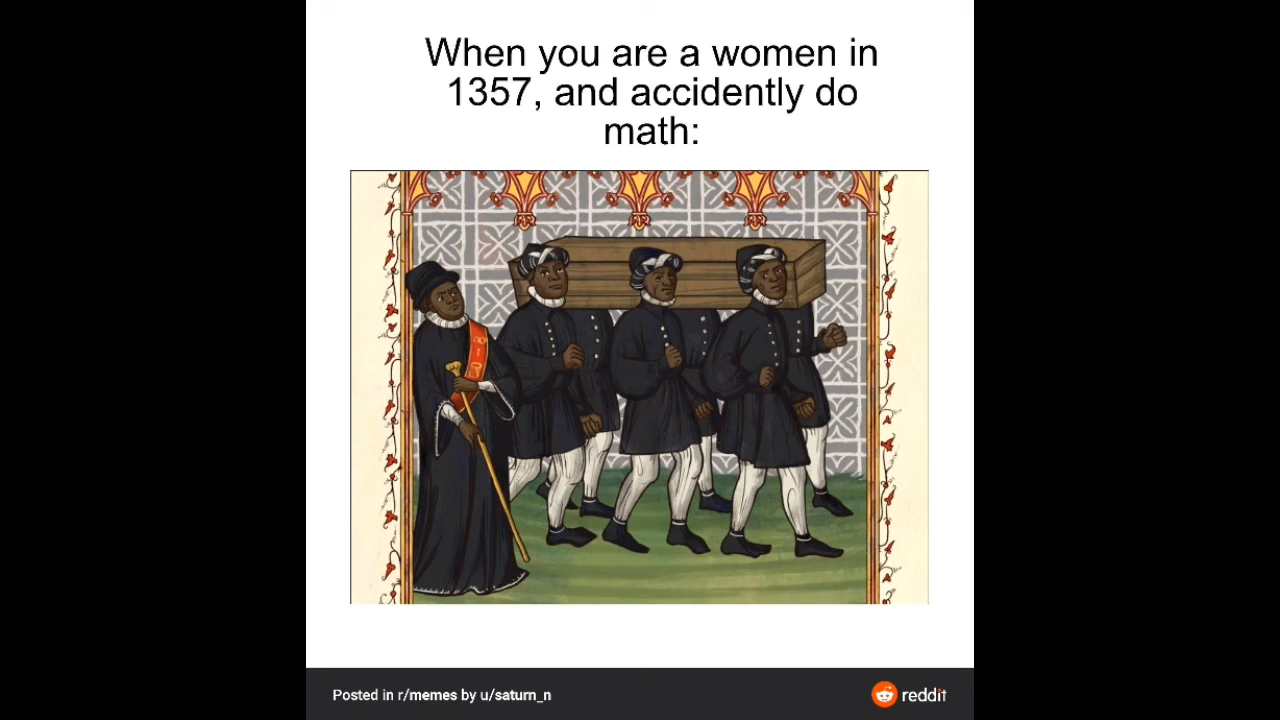 When you are a women in
1357, and accidently do
math:
Posted in r/memes by u/saturn_n
reddit